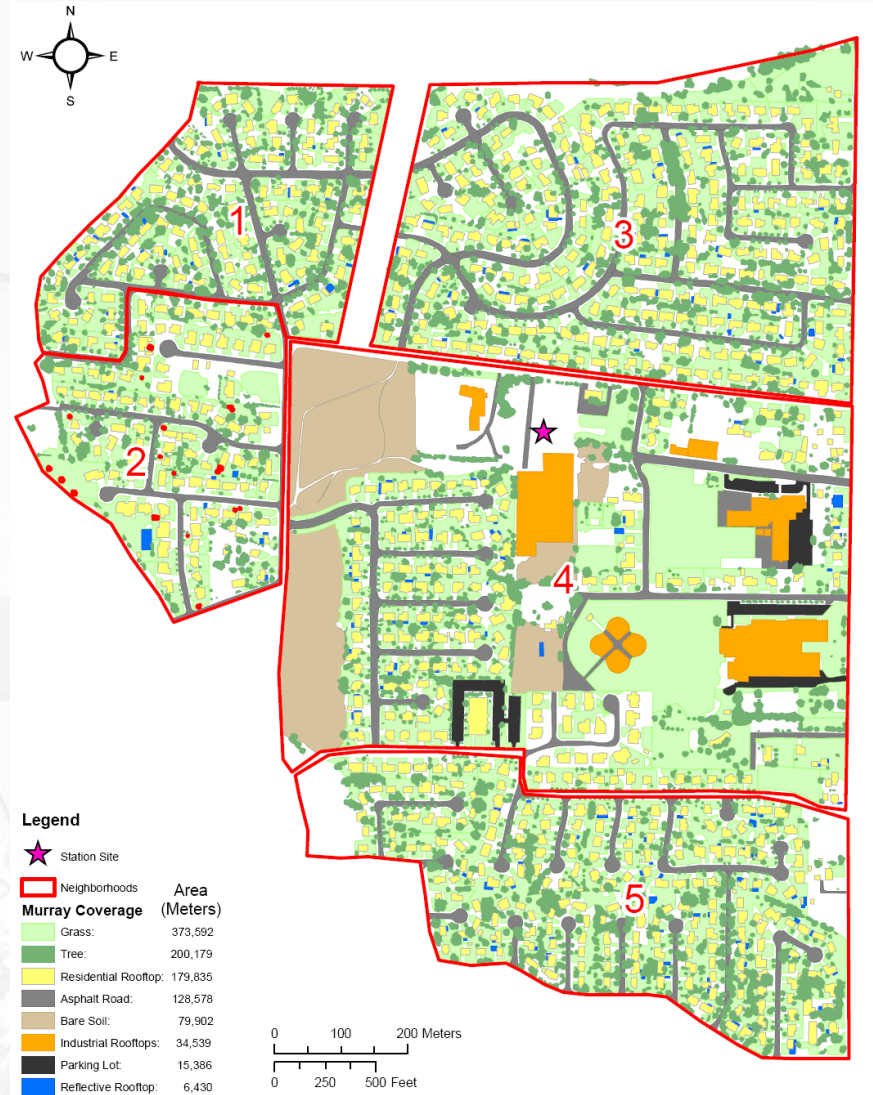 N
W E
S
1
3
2
4
5
Legend
Station Site
Neighborhoods
Area
Murray Coverage (Meters)
Grass: 373,592
Tree: 200,179
Residential Rooftop: 179,835
Asphalt Road: 128,578
Bare Soil: 79,902
Industrial Rooftops: 34,539
Parking Lot: 15,386
Reflective Rooftop: 6,430
0 100 200 Meters
0 250 500 Feet